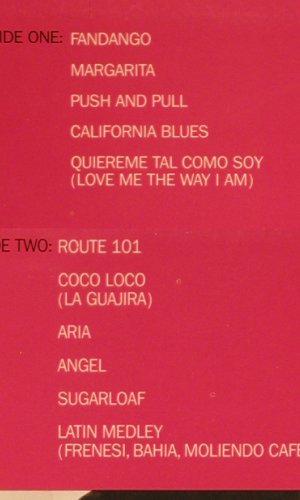 IDE ONE: FANDANGO
MARGARITA
PUSH AND PULL
CALIFORNIA BLUES
QUIEREME TAL COMO SOY
(LOVE ME THE WAY I AM)
E TWO: ROUTE 101
COCO LOCO
(LA GUAJIRA)
ARIA
ANGEL
SUGARLOAF
LATIN MEDLEY
(FRENESI, BAHIA, MOLIENDO CAFE